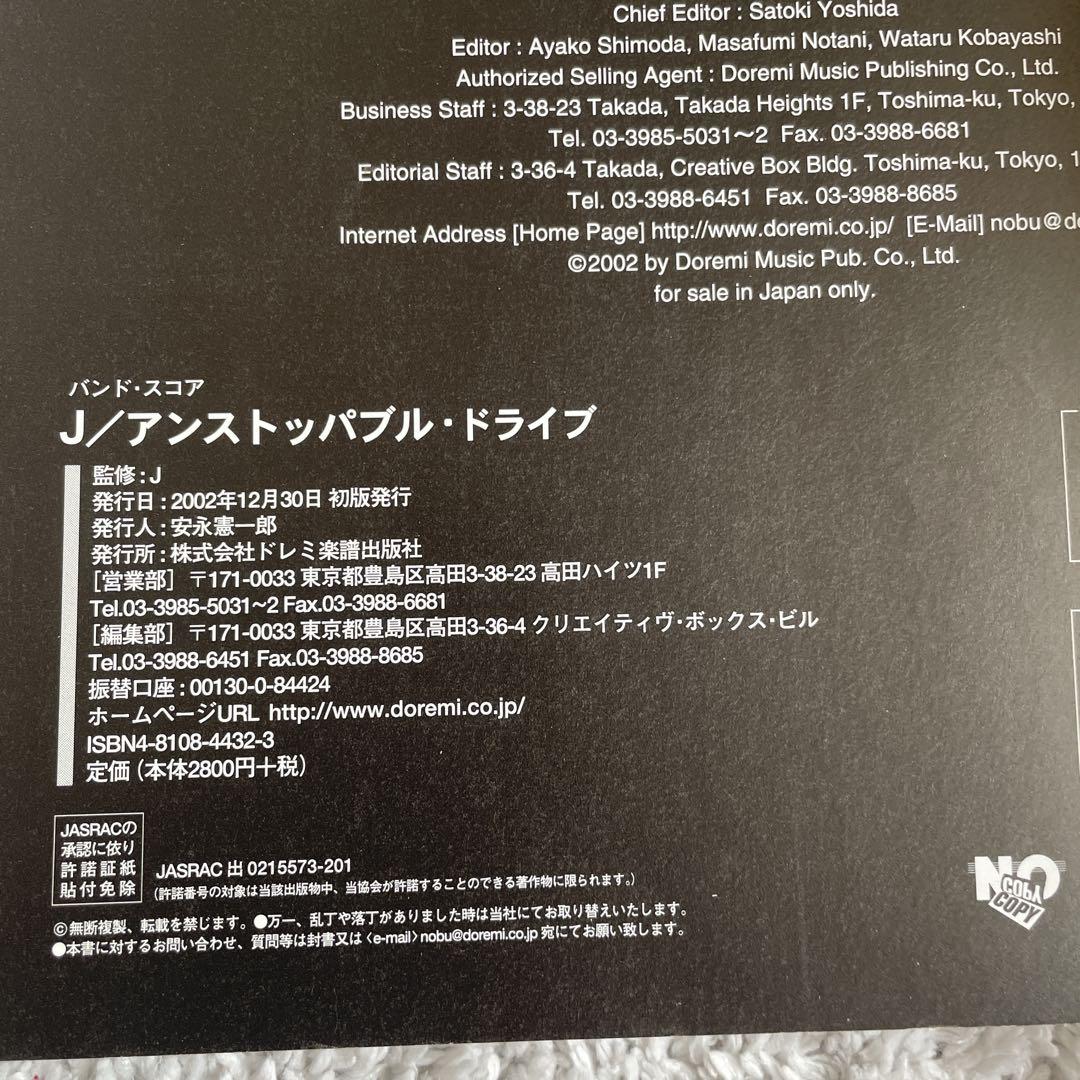 Chief Editor : Satoki Yoshida
Editor : Ayako Shimoda, Masafumi Notani, Wataru Kobayashi
Authorized Selling Agent : Doremi Music Publishing Co., Ltd.
Business Staff : 3-38-23 Takada, Takada Heights 1F, Toshima-ku, Tokyo,
Tel. 03-3985-5031〜2 Fax. 03-3988-6681
Editorial Staff : 3-36-4 Takada, Creative Box Bldg. Toshima-ku, Tokyo, 1
Tel. 03-3988-6451 Fax. 03-3988-8685
Internet Address [Home Page] http://www.doremi.co.jp/ [E-Mail] nobu@do
©2002 by Doremi Music Pub. Co., Ltd.
for sale in Japan only.
バンド・スコア
J／アンストッパブル・ドライブ
監修:J
発行日:2002年12月30日 初版発行
発行人:安永憲一郎
発行所:株式会社ドレミ楽譜出版社
［営業部］〒171-0033 東京都豊島区高田3-38-23 高田ハイツ1F
Tel.03-3985-5031~2 Fax.03-3988-6681
［編集部］〒171-0033 東京都豊島区高田3-36-4 クリエイティヴ・ボックス・ビル
Tel.03-3988-6451 Fax.03-3988-8685
振替口座:00130-0-84424
ホームページURL http://www.doremi.co.jp/
ISBN4-8108-4432-3
定価（本体2800円＋税）
JASRACの
承認に依り
許諾証紙
貼付免除
JASRAC 出 0215573-201
(許諾番号の対象は当該出版物中、当協会が許諾することのできる著作物に限られます。)
©無断複製、転載を禁じます。●万一、乱丁や落丁がありました時は当社にてお取り替えいたします。
●本書に対するお問い合わせ、質問等は封書又は〈e-mail〉nobu@doremi.co.jp 宛にてお願い致します。
NO
COPY
COPY